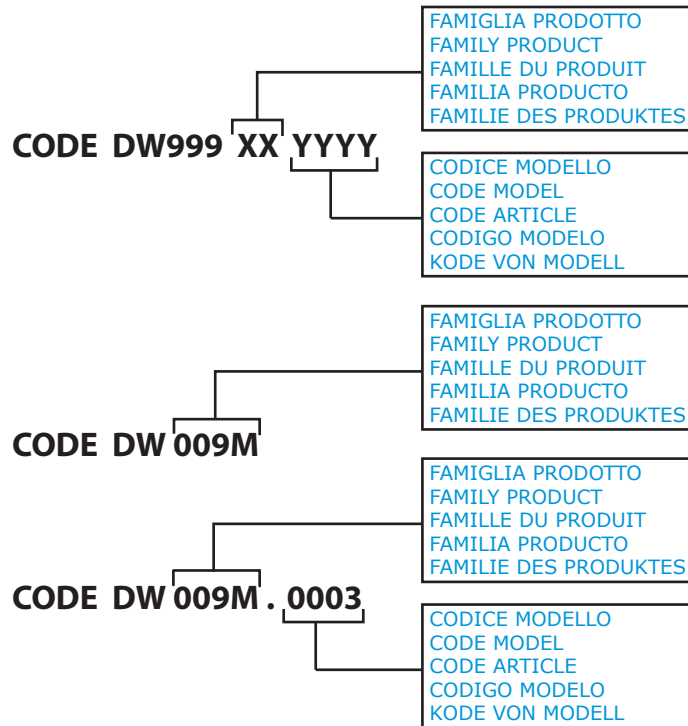 FAMIGLIA PRODOTTO
FAMILY PRODUCT
FAMILLE DU PRODUIT
FAMILIA PRODUCTO
FAMILIE DES PRODUKTES
CODE DW999 XX YYYY
CODICE MODELLO
CODE MODEL
CODE ARTICLE
CODIGO MODELO
KODE VON MODELL
FAMIGLIA PRODOTTO
FAMILY PRODUCT
FAMILLE DU PRODUIT
FAMILIA PRODUCTO
FAMILIE DES PRODUKTES
CODE DW 009M
FAMIGLIA PRODOTTO
FAMILY PRODUCT
FAMILLE DU PRODUIT
FAMILIA PRODUCTO
FAMILIE DES PRODUKTES
CODE DW 009M . 0003
CODICE MODELLO
CODE MODEL
CODE ARTICLE
CODIGO MODELO
KODE VON MODELL